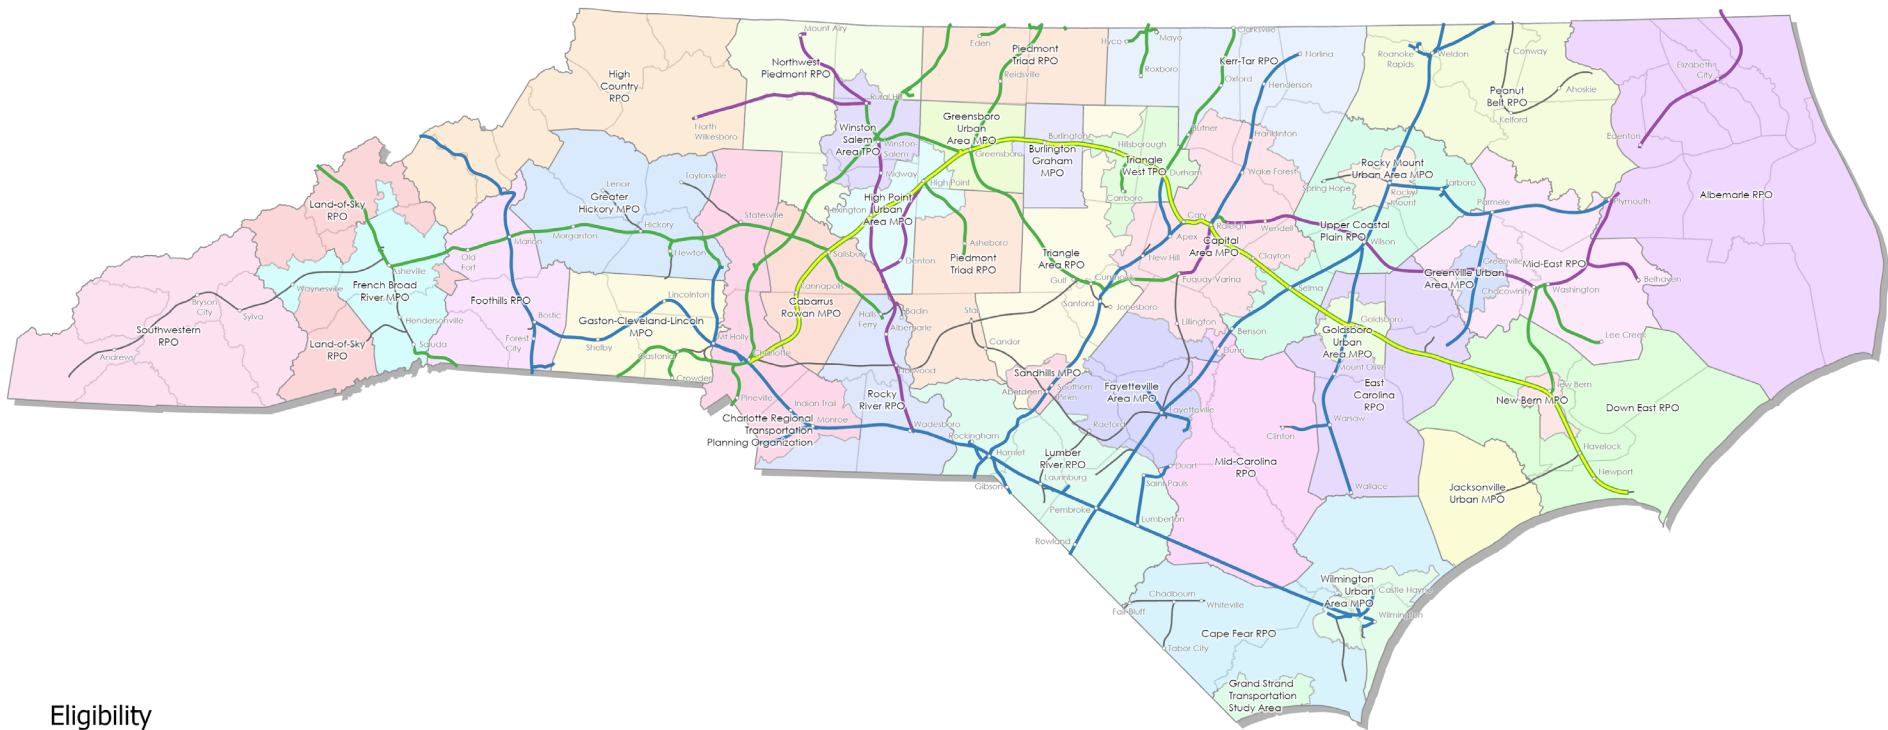 Mount Airy
Northwest
Piedmont RPO
High
Country
RPO
North
Wilkesboro
Rural Hall
Winston
Salem
Area TPO
Winston
Salem
Midway
Eden
Piedmont
Triad RPO
Reidsville
Greensboro
Urban
Area MPO
Greensboro
Burlington
Burlington
Graham
MPO
High Point
High Point
Urban
Area MPO
Lexington
Denton
Asheboro
Piedmont
Triad RPO
Hyco
Mayo
Roxboro
Clarksville
Kerr-Tar RPO
Oxford
Norlina
Henderson
Butner
Franklinton
Hillsborough
Triangle
West TPO
Durham
Carrboro
Wake Forest
Cary
Raleigh
Apex
Capital
Area MPO
Wendell
Clayton
New Hill
Fuquay Varina
Triangle
Area RPO
Gulf
Cumnock
Sanford
Jonesboro
Lillington
Roanoke
Rapids
Weldon
Conway
Peanut
Belt RPO
Ahoskie
Kelford
Elizabeth
City
Edenton
Albemarle RPO
Rocky Mount
Urban Area MPO
Spring Hope
Rocky
Mount
Tarboro
Parmele
Plymouth
Upper Coastal
Plain RPO
Wilson
Greenville
Greenville Urban
Area MPO
Mid-East RPO
Chocowinity
Washington
Belhaven
Lee Creek
Selma
Benson
Dunn
Goldsboro
Goldsboro
Urban
Area MPO
Mount Olive
East
Carolina
RPO
Warsaw
Clinton
Wallace
New Bern
New Bern MPO
Down East RPO
Havelock
Newport
Jacksonville
Urban MPO
Land-of-Sky
RPO
Asheville
French Broad
River MPO
Waynesville
Hendersonville
Saluda
Land-of-Sky
RPO
Bryson
City
Sylva
Southwestern
RPO
Andrews
Old
Fort
Marion
Morganton
Foothills RPO
Bostic
Forest
City
Lenoir
Taylorsville
Greater
Hickory MPO
Hickory
Newton
Statesville
Salisbury
Kannapolis
Cabarrus
Rowan MPO
Lincolnton
Gaston-Cleveland-Lincoln
MPO
Shelby
Gastonia
Crowder
Mt Holly
Charlotte
Pineville
Indian Trail
Monroe
Charlotte Regional
Transportation
Planning Organization
Halls
Ferry
Badin
Albemarle
Norwood
Rocky
River RPO
Wadesboro
Star
Candor
Sandhills MPO
Aberdeen
Southern
Pines
Fayetteville
Area MPO
Fayetteville
Raeford
Rockingham
Hamlet
Gibson
Lumber
River RPO
Laurinburg
Pembroke
Rowland
Duart
Saint Pauls
Lumberton
Mid-Carolina
RPO
Wilmington
Urban
Area MPO
Castle Hayne
Wilmington
Chadbourn
Whiteville
Fair Bluff
Cape Fear RPO
Tabor City
Grand Strand
Transportation
Study Area
Eligibility